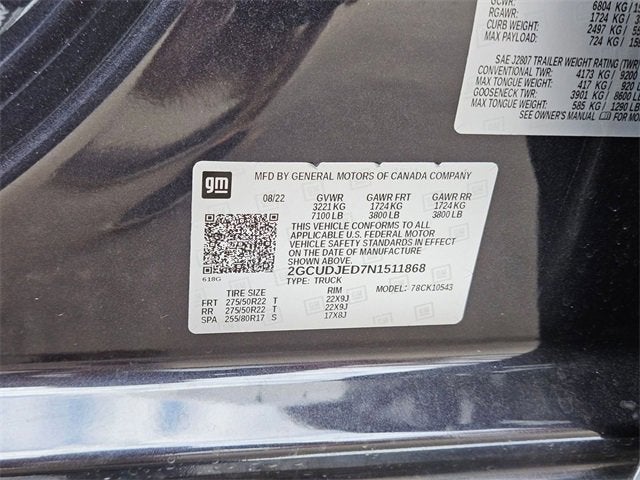 GCWR: 6804 KG/
RGAWR: 1724 KG
CURB WEIGHT: 2497 KG/
MAX PAYLOAD: 724 KG/
SAE J2807 TRAILER WEIGHT RATING (TWR)
CONVENTIONAL TWR: 4173 KG/ 920
MAX TONGUE WEIGHT: 417 KG/ 920 L
GOOSENECK TWR: 3901 KG/ 8600 LB
MAX TONGUE WEIGHT: 585 KG/ 1290 LB
SEE OWNER'S MANUAL FOR MO
gm
MFD BY GENERAL MOTORS OF CANADA COMPANY
08/22 GVWR GAWR FRT GAWR RR
3221 KG 1724 KG 1724 KG
7100 LB 3800 LB 3800 LB
THIS VEHICLE CONFORMS TO ALL
APPLICABLE U.S. FEDERAL MOTOR
VEHICLE SAFETY STANDARDS IN EFFECT
ON THE DATE OF MANUFACTURE
SHOWN ABOVE.
618G
2GCUDJED7N1511868
TYPE: TRUCK MODEL: 78CK10543
TIRE SIZE RIM
FRT 275/50R22 T 22X9J
RR 275/50R22 T 22X9J
SPA 255/80R17 S 17X8J